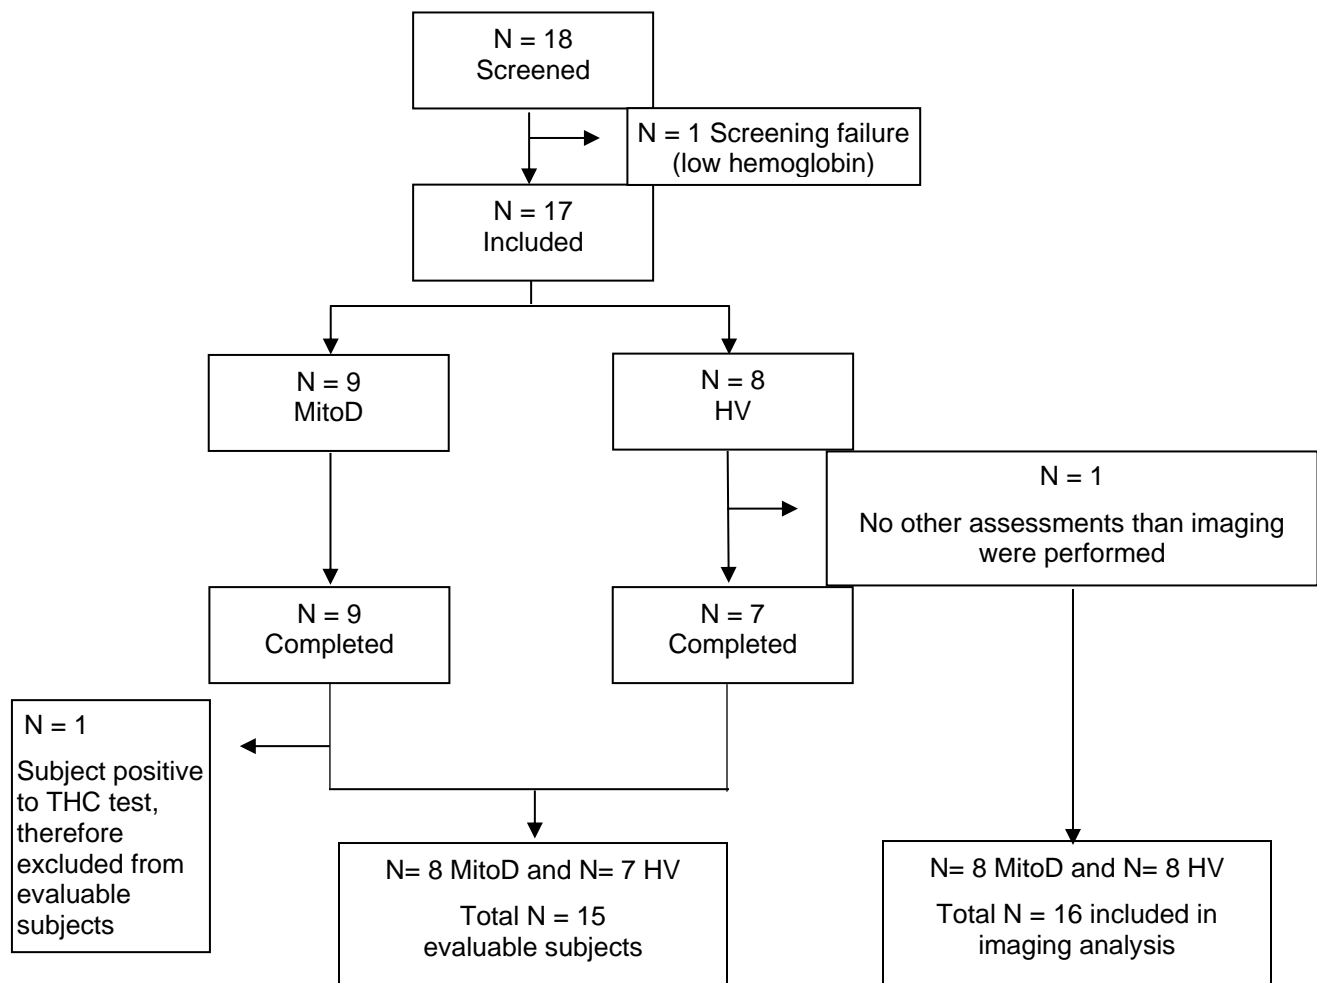 N = 18
Screened
N = 1 Screening failure
(low hemoglobin)
N = 17
Included
N = 9
MitoD
N = 8
HV
N = 1
No other assessments than imaging
were performed
N = 9
Completed
N = 7
Completed
N = 1
Subject positive
to THC test,
therefore
excluded from
evaluable
subjects
N= 8 MitoD and N= 7 HV
Total N = 15
evaluable subjects
N= 8 MitoD and N= 8 HV
Total N = 16 included in
imaging analysis